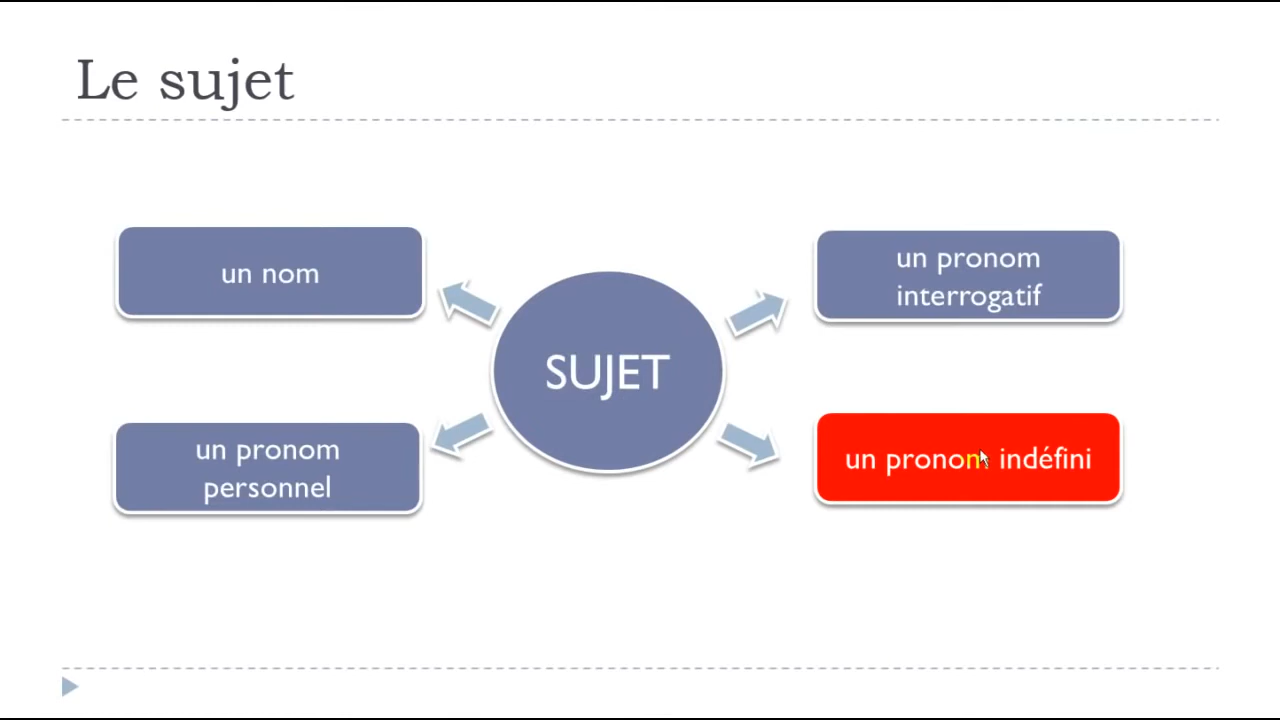 Le sujet
un nom
un pronom
personnel
SUJET
un pronom
interrogatif
un pronom indéfini